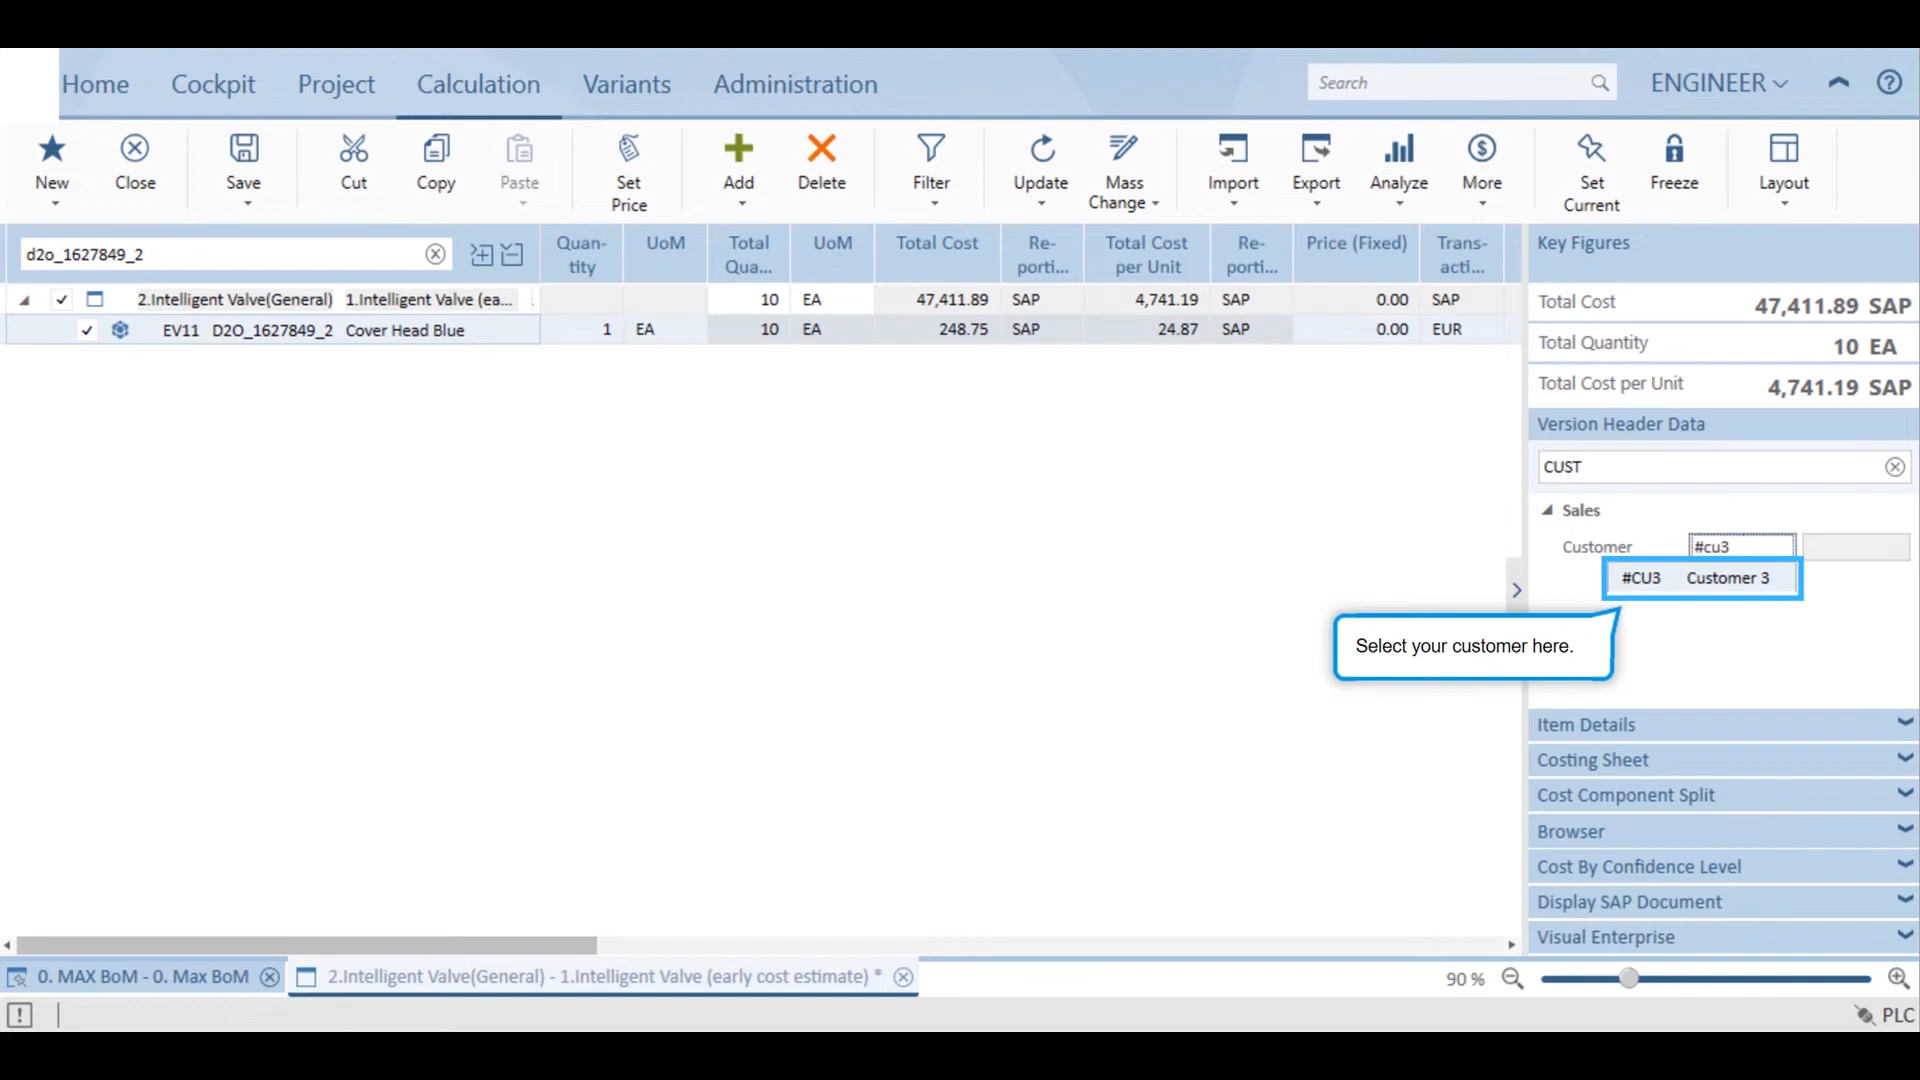 Home Cockpit Project Calculation Variants Administration Search ENGINEER
New Close Save Cut Copy Paste Set Price Add Delete Filter Update Mass Change Import Export Analyze More Set Current Freeze Layout
d2o_1627849_2 Quan-tity UoM Total Qua... UoM Total Cost Re-porti... Total Cost per Unit Re-porti... Price (Fixed) Trans-acti...
2.Intelligent Valve(General) 1.Intelligent Valve (ea... 10 EA 47,411.89 SAP 4,741.19 SAP 0.00 SAP
EV11 D2O_1627849_2 Cover Head Blue 1 EA 10 EA 248.75 SAP 24.87 SAP 0.00 EUR
Key Figures
Total Cost 47,411.89 SAP
Total Quantity 10 EA
Total Cost per Unit 4,741.19 SAP
Version Header Data
CUST
Sales
Customer #cu3
#CU3 Customer 3
Select your customer here.
Item Details
Costing Sheet
Cost Component Split
Browser
Cost By Confidence Level
Display SAP Document
Visual Enterprise
0. MAX BoM - 0. Max BoM 2.Intelligent Valve(General) - 1.Intelligent Valve (early cost estimate) * 90 %
PLC